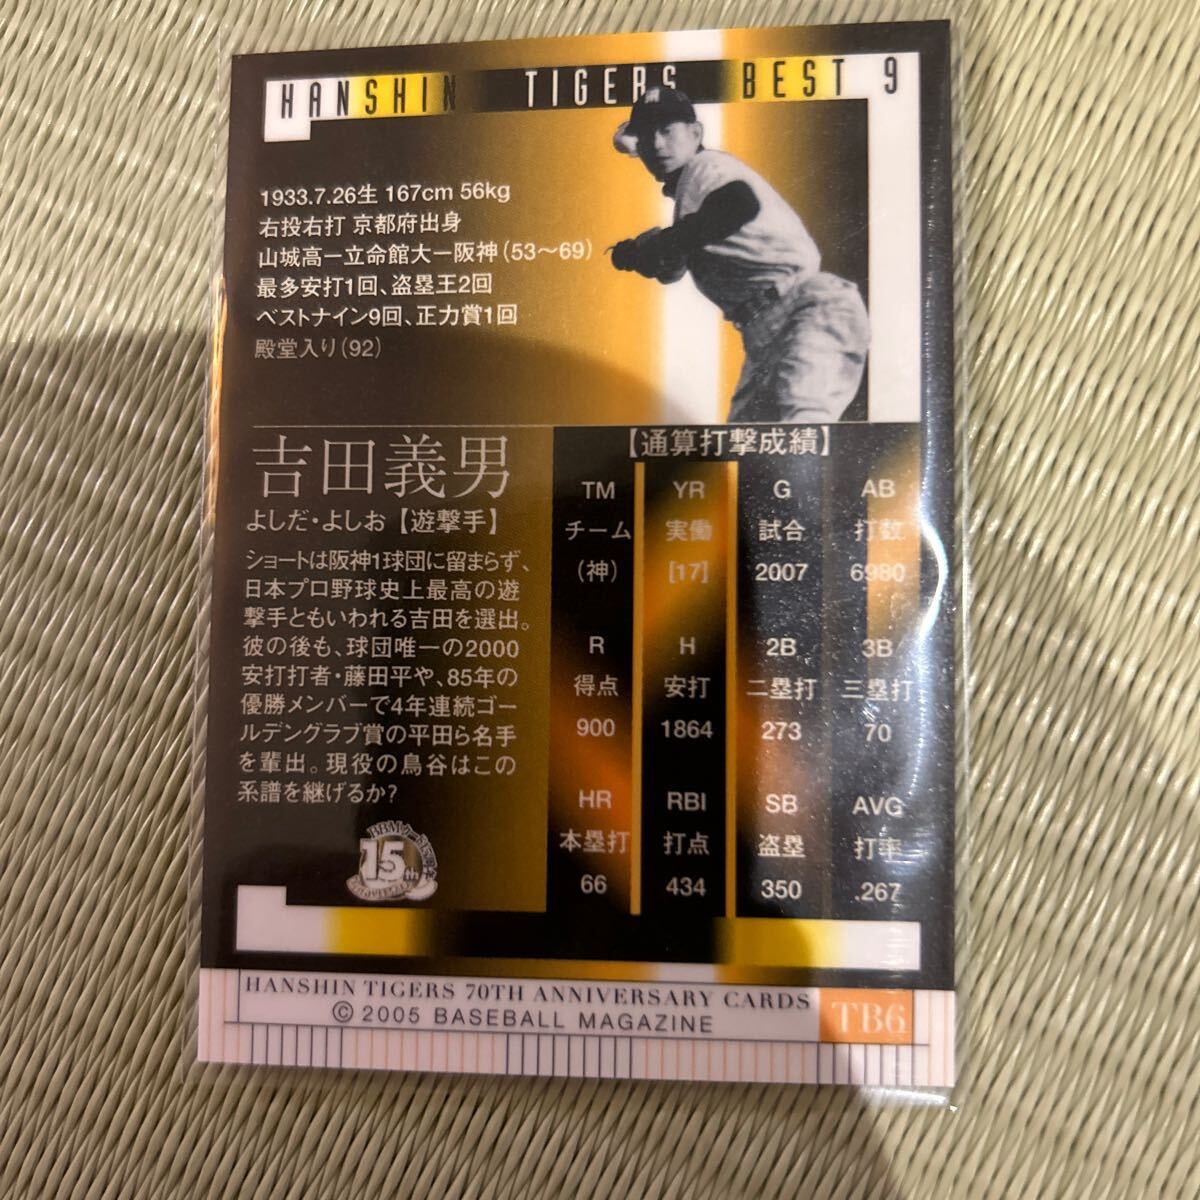 HANSHIN TIGERS BEST 9
1933.7.26生 167cm 56kg
右投右打 京都府出身
山城高ー立命館大ー阪神(53〜69)
最多安打1回、盗塁王2回
ベストナイン9回、正力賞1回
殿堂入り(92)
吉田義男
よしだ・よしお【遊撃手】
ショートは阪神1球団に留まらず、
日本プロ野球史上最高の遊
撃手ともいわれる吉田を選出。
彼の後も、球団唯一の2000
安打打者・藤田平や、85年の
優勝メンバーで4年連続ゴー
ルデングラブ賞の平田ら名手
を輩出。現役の鳥谷はこの
系譜を継げるか?
15th
【通算打撃成績】
TM YR G AB
チーム 実働 試合 打数
(神) [17] 2007 6980
R H 2B 3B
得点 安打 二塁打 三塁打
900 1864 273 70
HR RBI SB AVG
本塁打 打点 盗塁 打率
66 434 350 .267
HANSHIN TIGERS 70TH ANNIVERSARY CARDS
© 2005 BASEBALL MAGAZINE
TB6